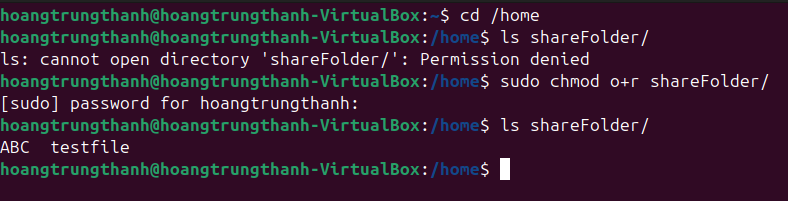 hoangtrungthanh@hoangtrungthanh-VirtualBox:~$ cd /home
hoangtrungthanh@hoangtrungthanh-VirtualBox:/home$ ls shareFolder/
ls: cannot open directory 'shareFolder/': Permission denied
hoangtrungthanh@hoangtrungthanh-VirtualBox:/home$ sudo chmod o+r shareFolder/
[sudo] password for hoangtrungthanh:
hoangtrungthanh@hoangtrungthanh-VirtualBox:/home$ ls shareFolder/
ABC  testfile
hoangtrungthanh@hoangtrungthanh-VirtualBox:/home$